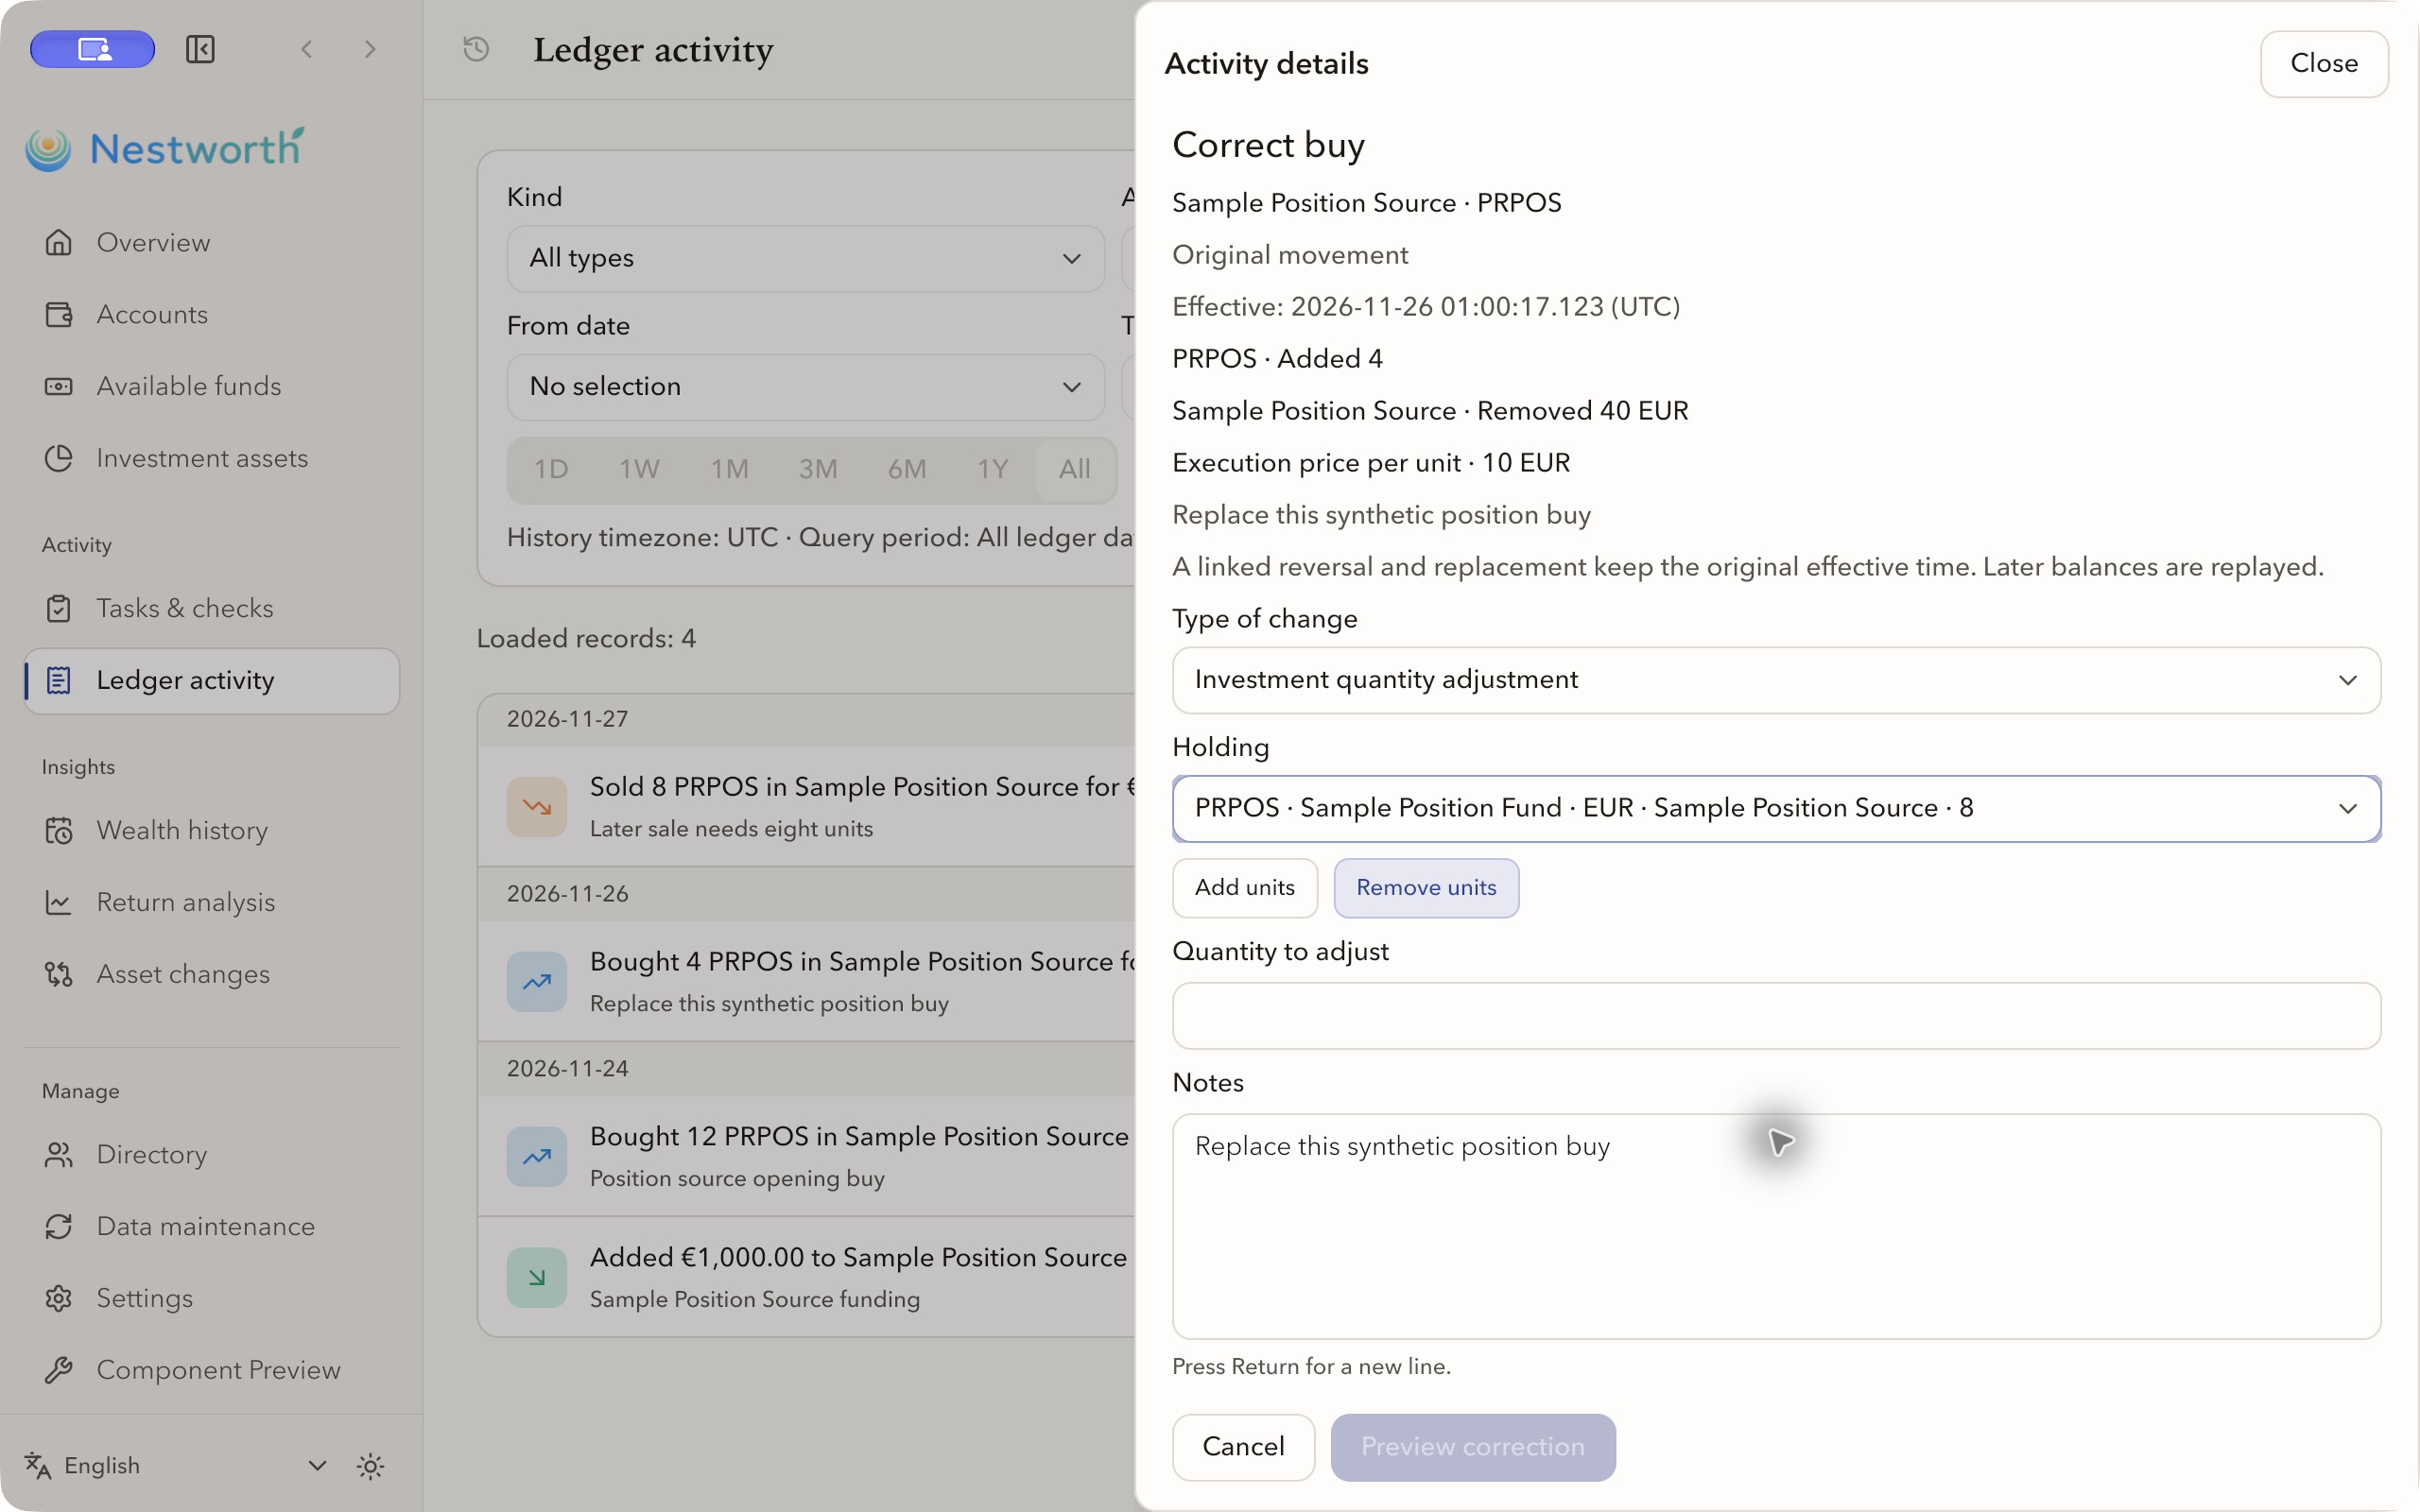 Nestworth
Overview
Accounts
Available funds
Investment assets
Activity
Tasks & checks
Ledger activity
Insights
Wealth history
Return analysis
Asset changes
Manage
Directory
Data maintenance
Settings
Component Preview
English
Ledger activity
Kind
All types
From date
No selection
1D 1W 1M 3M 6M 1Y All
History timezone: UTC · Query period: All ledger da
Loaded records: 4
2026-11-27
Sold 8 PRPOS in Sample Position Source for €
Later sale needs eight units
2026-11-26
Bought 4 PRPOS in Sample Position Source fo
Replace this synthetic position buy
2026-11-24
Bought 12 PRPOS in Sample Position Source
Position source opening buy
Added €1,000.00 to Sample Position Source
Sample Position Source funding
Activity details
Close
Correct buy
Sample Position Source · PRPOS
Original movement
Effective: 2026-11-26 01:00:17.123 (UTC)
PRPOS · Added 4
Sample Position Source · Removed 40 EUR
Execution price per unit · 10 EUR
Replace this synthetic position buy
A linked reversal and replacement keep the original effective time. Later balances are replayed.
Type of change
Investment quantity adjustment
Holding
PRPOS · Sample Position Fund · EUR · Sample Position Source · 8
Add units
Remove units
Quantity to adjust
Notes
Replace this synthetic position buy
Press Return for a new line.
Cancel
Preview correction